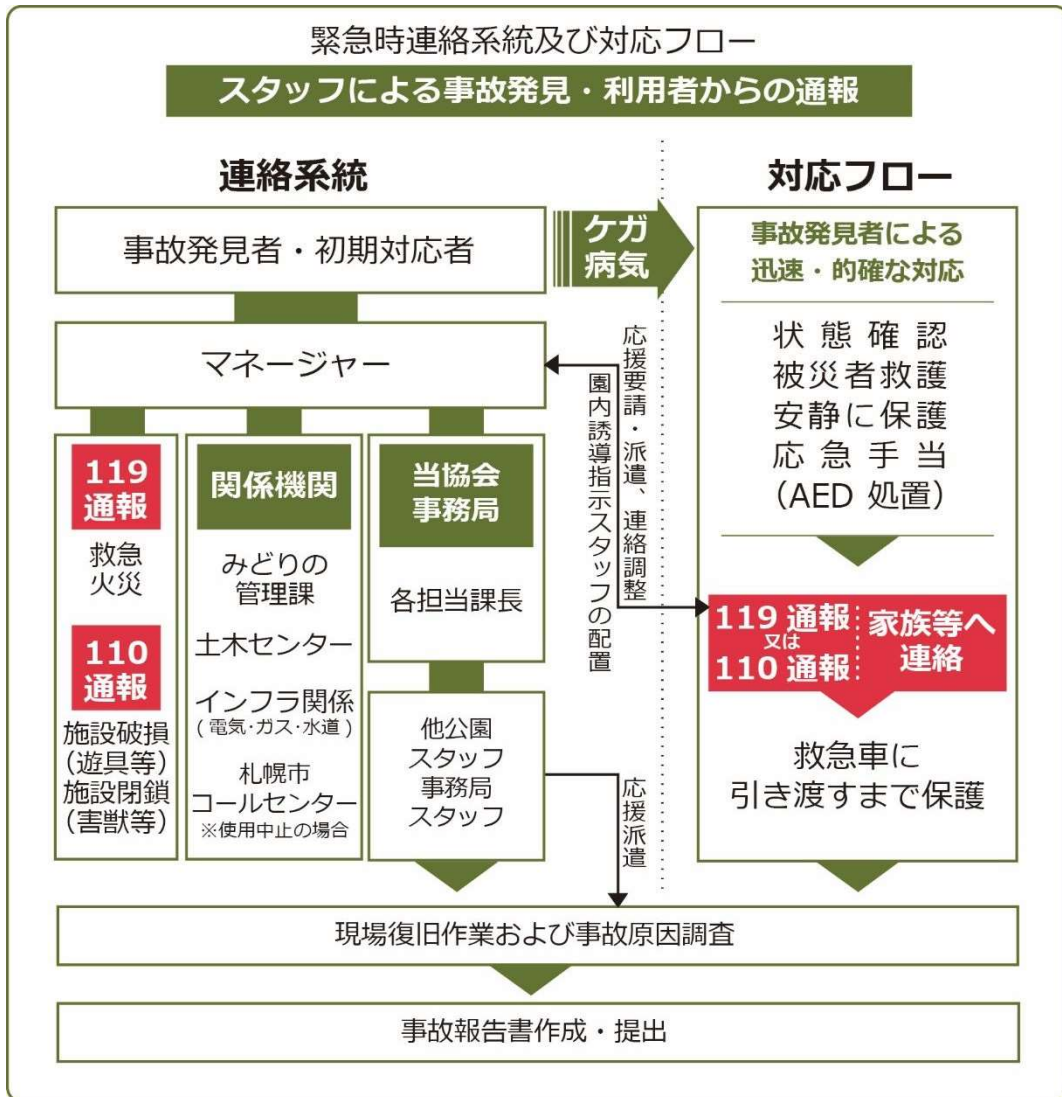 緊急時連絡系統及び対応フロー
スタッフによる事故発見・利用者からの通報
連絡系統
事故発見者・初期対応者
マネージャー
119
通報
救急
火災
110
通報
施設破損
(遊具等)
施設閉鎖
(害獣等)
関係機関
みどりの
管理課
土木センター
インフラ関係
(電気・ガス・水道)
札幌市
コールセンター
※使用中止の場合
当協会
事務局
各担当課長
他公園
スタッフ
事務局
スタッフ
ケガ
病気
応援要請・派遣、連絡調整
園内誘導指示スタッフの配置
応援派遣
対応フロー
事故発見者による
迅速・的確な対応
状態確認
被災者救護
安静に保護
応急手当
(AED 処置)
119 通報
又は
110 通報
家族等へ
連絡
救急車に
引き渡すまで保護
現場復旧作業および事故原因調査
事故報告書作成・提出